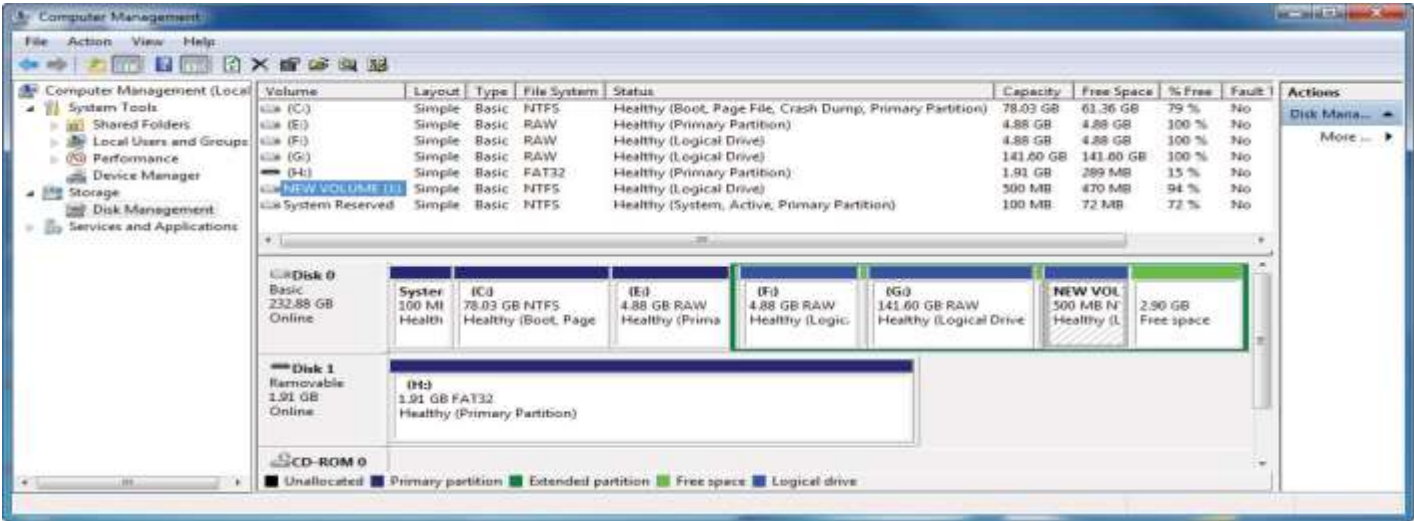 Computer Management
File Action View Help
Computer Management (Local
System Tools
Shared Folders
Local Users and Groups
Performance
Device Manager
Storage
Disk Management
Services and Applications
Volume Layout Type File System Status Capacity Free Space % Free Fault T
(C:) Simple Basic NTFS Healthy (Boot, Page File, Crash Dump, Primary Partition) 78.03 GB 61.36 GB 79 % No
(E:) Simple Basic RAW Healthy (Primary Partition) 4.88 GB 4.88 GB 100 % No
(F:) Simple Basic RAW Healthy (Logical Drive) 4.88 GB 4.88 GB 100 % No
(G:) Simple Basic RAW Healthy (Logical Drive) 141.60 GB 141.60 GB 100 % No
(H:) Simple Basic FAT32 Healthy (Primary Partition) 1.91 GB 289 MB 15 % No
NEW VOLUME (I:) Simple Basic NTFS Healthy (Logical Drive) 500 MB 470 MB 94 % No
System Reserved Simple Basic NTFS Healthy (System, Active, Primary Partition) 100 MB 72 MB 72 % No
Actions
Disk Mana...
More ...
Disk 0
Basic
232.88 GB
Online
Syster
100 MI
Health
(C:)
78.03 GB NTFS
Healthy (Boot, Page
(E:)
4.88 GB RAW
Healthy (Prima
(F:)
4.88 GB RAW
Healthy (Logic.
(G:)
141.60 GB RAW
Healthy (Logical Drive
NEW VOL
500 MB N
Healthy (L
2.90 GB
Free space
Disk 1
Removable
1.91 GB
Online
(H:)
1.91 GB FAT32
Healthy (Primary Partition)
CD-ROM 0
Unallocated Primary partition Extended partition Free space Logical drive